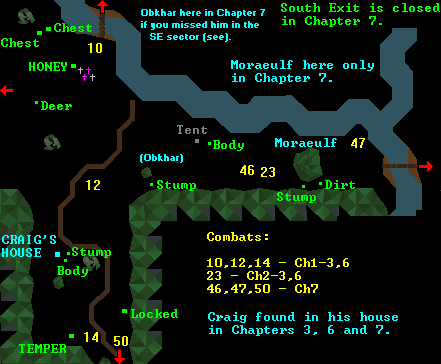 Obkhar here in Chapter 7
if you missed him in the
SE sector (see).
South Exit is closed
in Chapter 7.
Chest
Chest
10
HONEY
Moraeulf here only
in Chapter 7.
Deer
Tent
Body
Moraeulf
47
(Obkhar)
46
23
12
Stump
Dirt
Stump
CRAIG'S
HOUSE
Stump
Body
Combats:
10,12,14 - Ch1-3,6
23 - Ch2-3,6
46,47,50 - Ch7
Locked
Craig found in his house
in Chapters 3, 6 and 7.
TEMPER
14
50